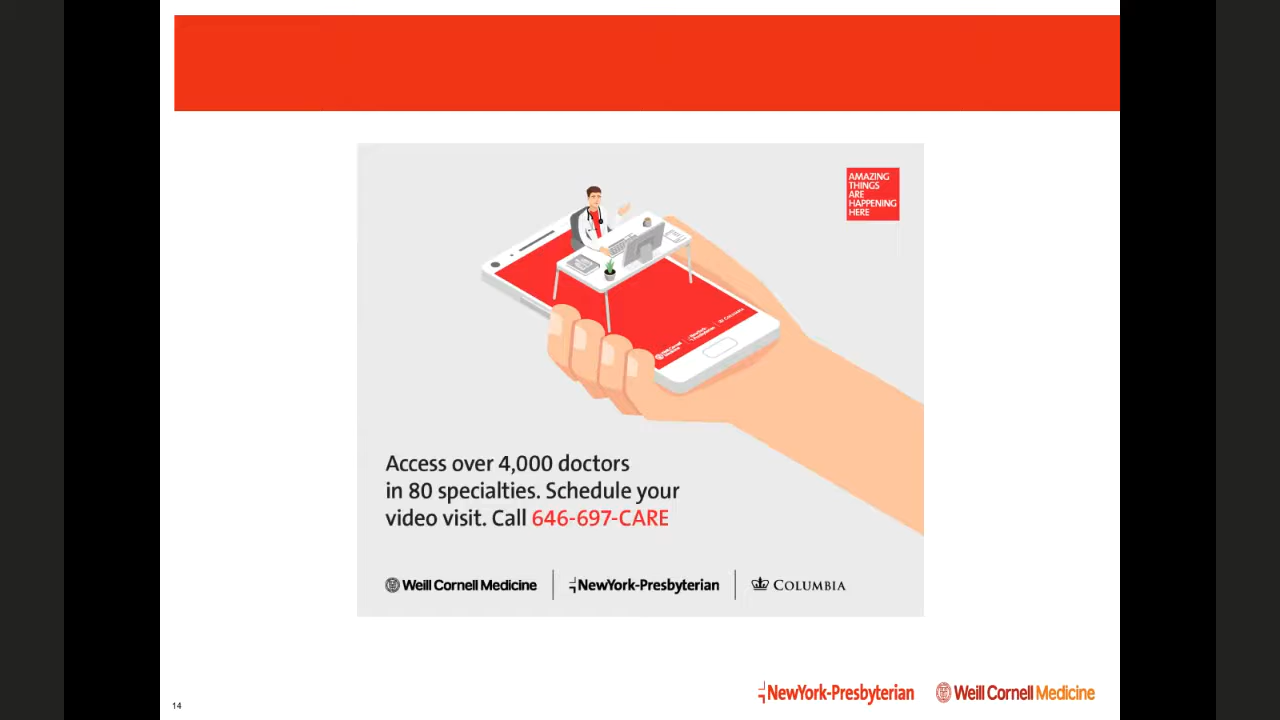 AMAZING
THINGS
ARE
HAPPENING
HERE
Access over 4,000 doctors
in 80 specialties. Schedule your
video visit. Call 646-697-CARE
Weill Cornell Medicine
NewYork-Presbyterian
COLUMBIA
NewYork-Presbyterian
Weill Cornell Medicine
14